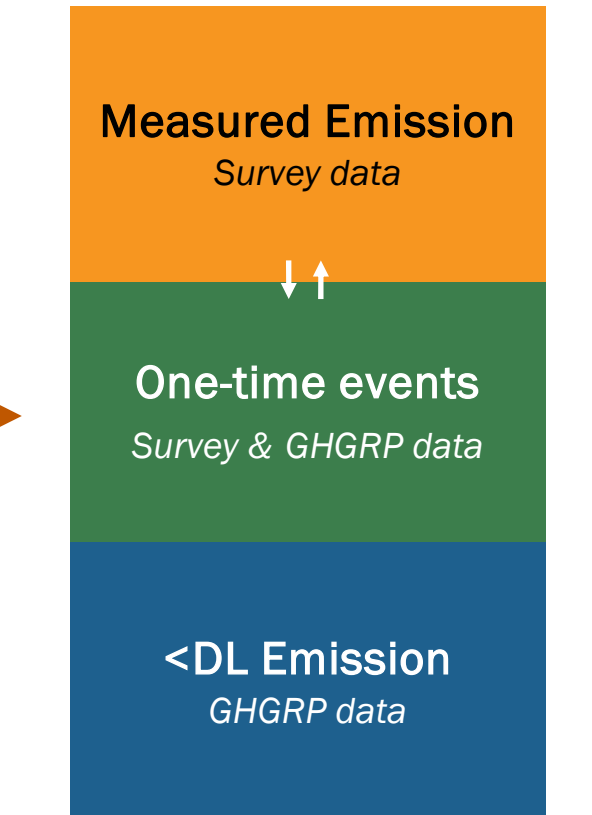 Measured Emission
Survey data
One-time events
Survey & GHGRP data
<DL Emission
GHGRP data